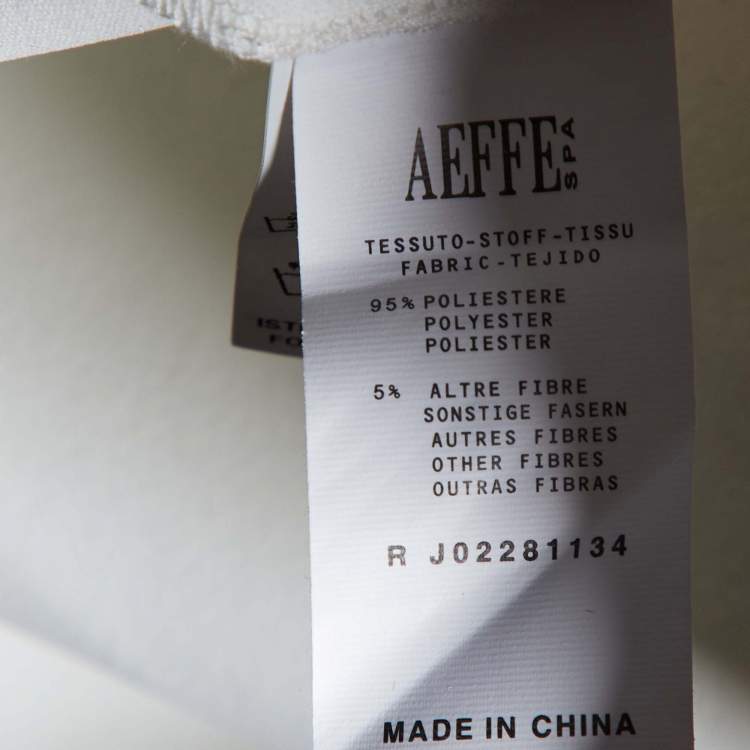 AEFFE SPA
TESSUTO-STOFF-TISSU
FABRIC-TEJIDO
95% POLIESTERE
POLYESTER
POLIESTER
5% ALTRE FIBRE
SONSTIGE FASERN
AUTRES FIBRES
OTHER FIBRES
OUTRAS FIBRAS
R J02281134
MADE IN CHINA